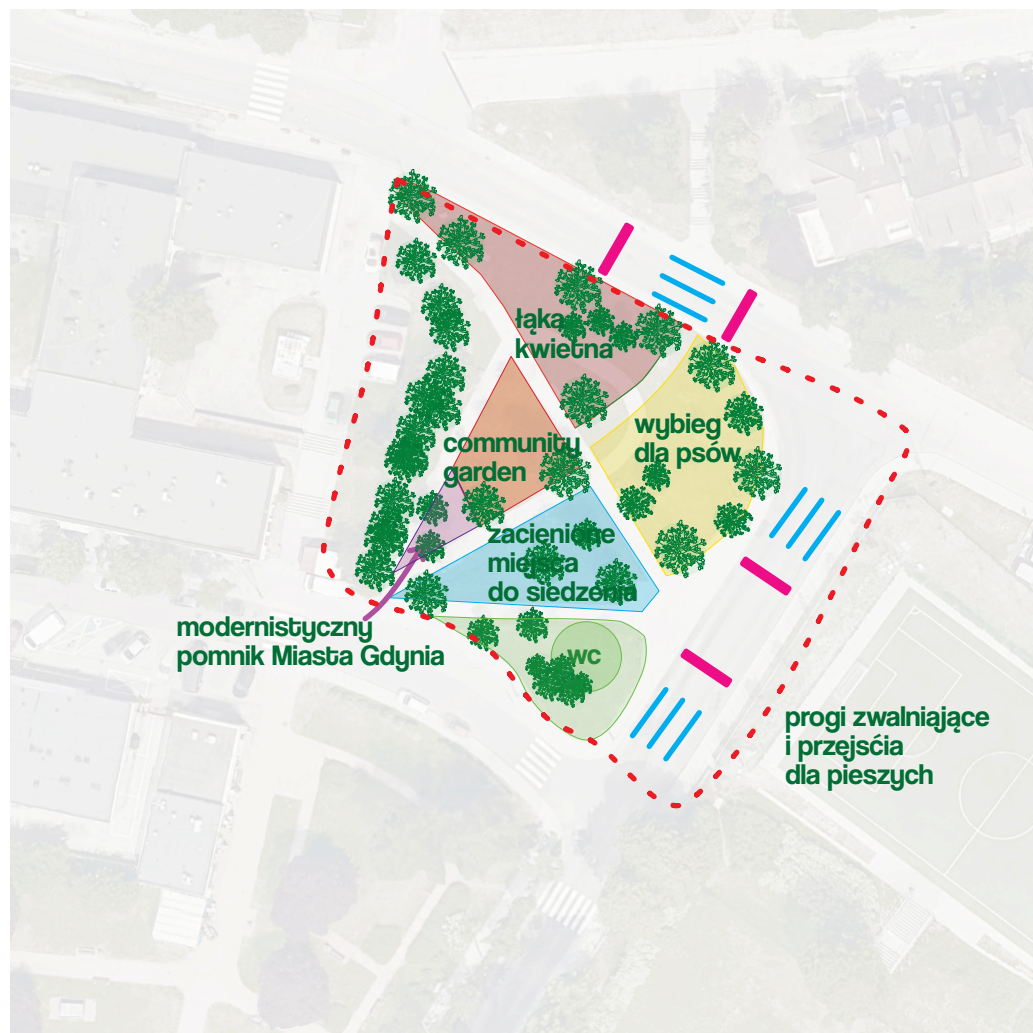 łąka
kwietna
wybieg
dla psów
community
garden
zacienione
miejsca
do siedzenia
modernistyczny
pomnik Miasta Gdynia
wc
progi zwalniające
i przejśćia
dla pieszych